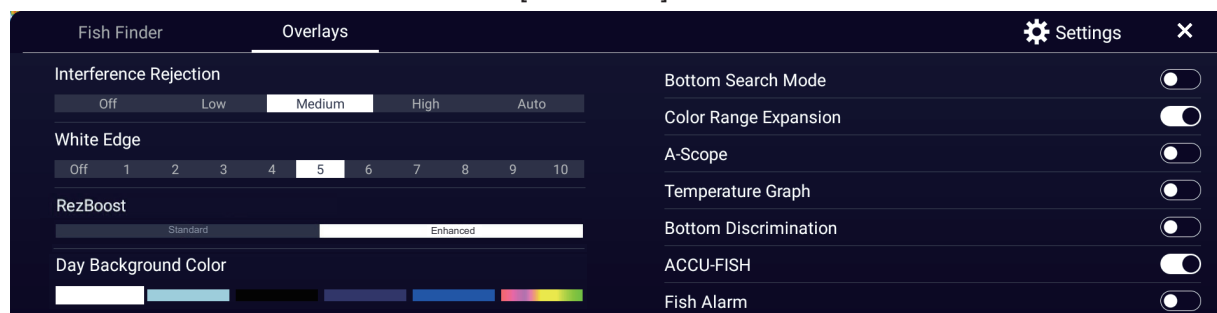 Fish Finder Overlays Settings ×
Interference Rejection
Off Low Medium High Auto
White Edge
Off 1 2 3 4 5 6 7 8 9 10
RezBoost
Standard Enhanced
Day Background Color
Bottom Search Mode
Color Range Expansion
A-Scope
Temperature Graph
Bottom Discrimination
ACCU-FISH
Fish Alarm